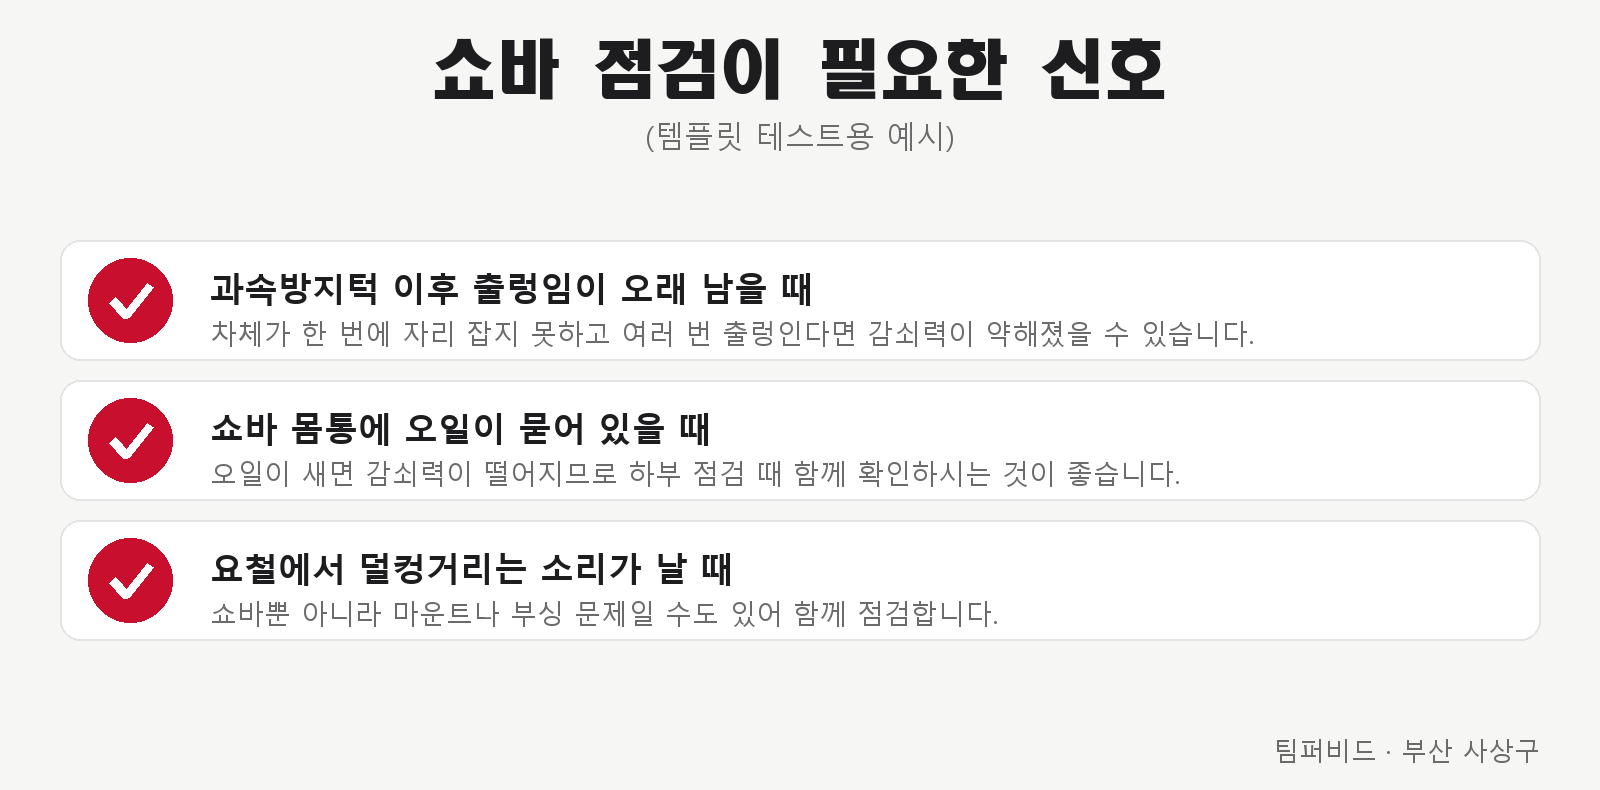 쇼바 점검이 필요한 신호
(템플릿 테스트용 예시)
과속방지턱 이후 출렁임이 오래 남을 때
차체가 한 번에 자리 잡지 못하고 여러 번 출렁인다면 감쇠력이 약해졌을 수 있습니다.
쇼바 몸통에 오일이 묻어 있을 때
오일이 새면 감쇠력이 떨어지므로 하부 점검 때 함께 확인하시는 것이 좋습니다.
요철에서 덜컹거리는 소리가 날 때
쇼바뿐 아니라 마운트나 부싱 문제일 수도 있어 함께 점검합니다.
팀퍼비드 · 부산 사상구